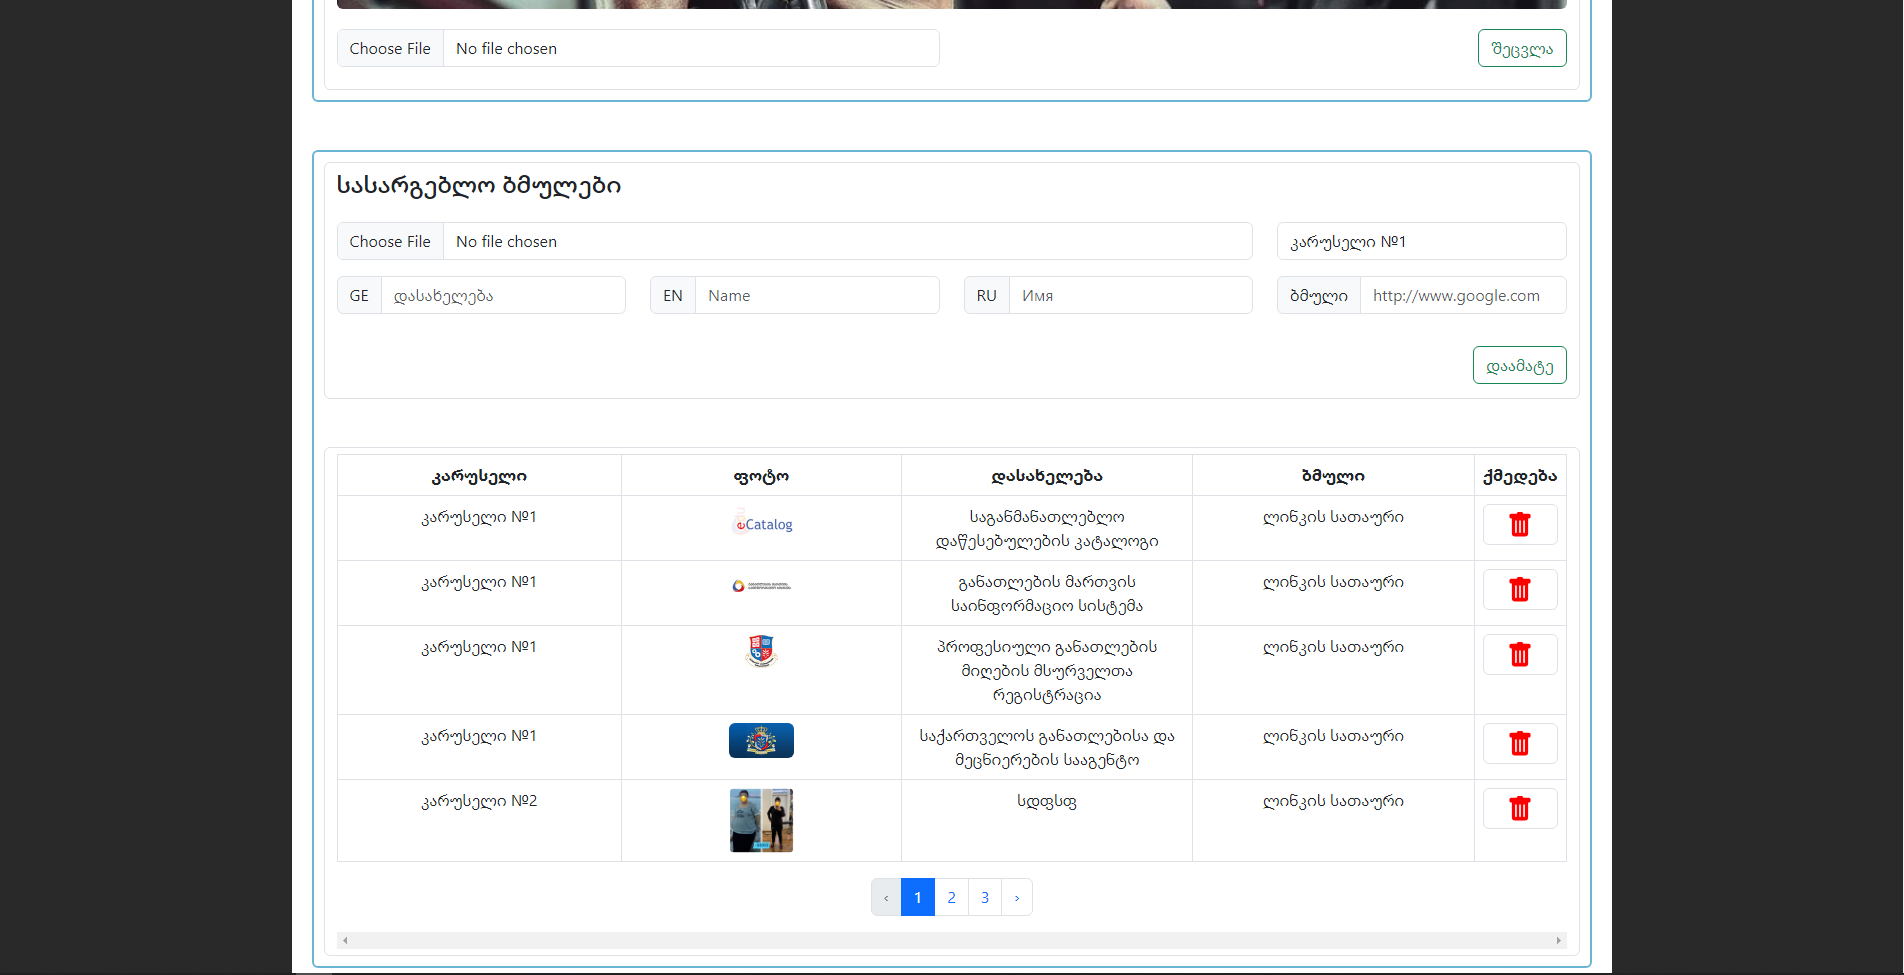 Choose File No file chosen შეცვლა
სასარგებლო ბმულები
Choose File No file chosen კარუსელი №1
GE დასახელება EN Name RU Имя ბმული http://www.google.com
დაამატე
კარუსელი ფოტო დასახელება ბმული ქმედება
კარუსელი №1 eCatalog საგანმანათლებლო დაწესებულების კატალოგი ლინკის სათაური
კარუსელი №1 განათლების მართვის საინფორმაციო სისტემა ლინკის სათაური
კარუსელი №1 პროფესიული განათლების მიღების მსურველთა რეგისტრაცია ლინკის სათაური
კარუსელი №1 საქართველოს განათლებისა და მეცნიერების სააგენტო ლინკის სათაური
კარუსელი №2 სდფსფ ლინკის სათაური
‹ 1 2 3 ›